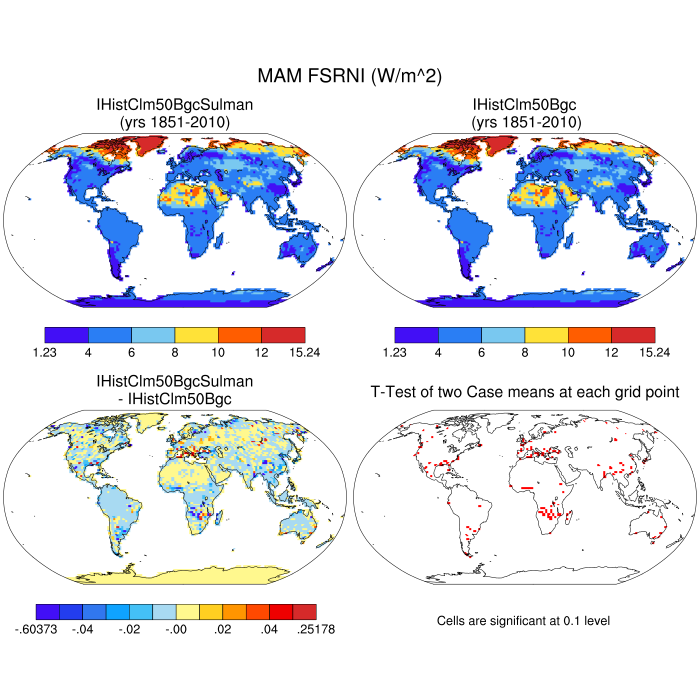 MAM FSRNI (W/m^2)
IHistClm50BgcSulman
(yrs 1851-2010)
IHistClm50Bgc
(yrs 1851-2010)
1.23 4 6 8 10 12 15.24
1.23 4 6 8 10 12 15.24
IHistClm50BgcSulman
- IHistClm50Bgc
T-Test of two Case means at each grid point
-.60373 -.04 -.02 -.00 .02 .04 .25178
Cells are significant at 0.1 level